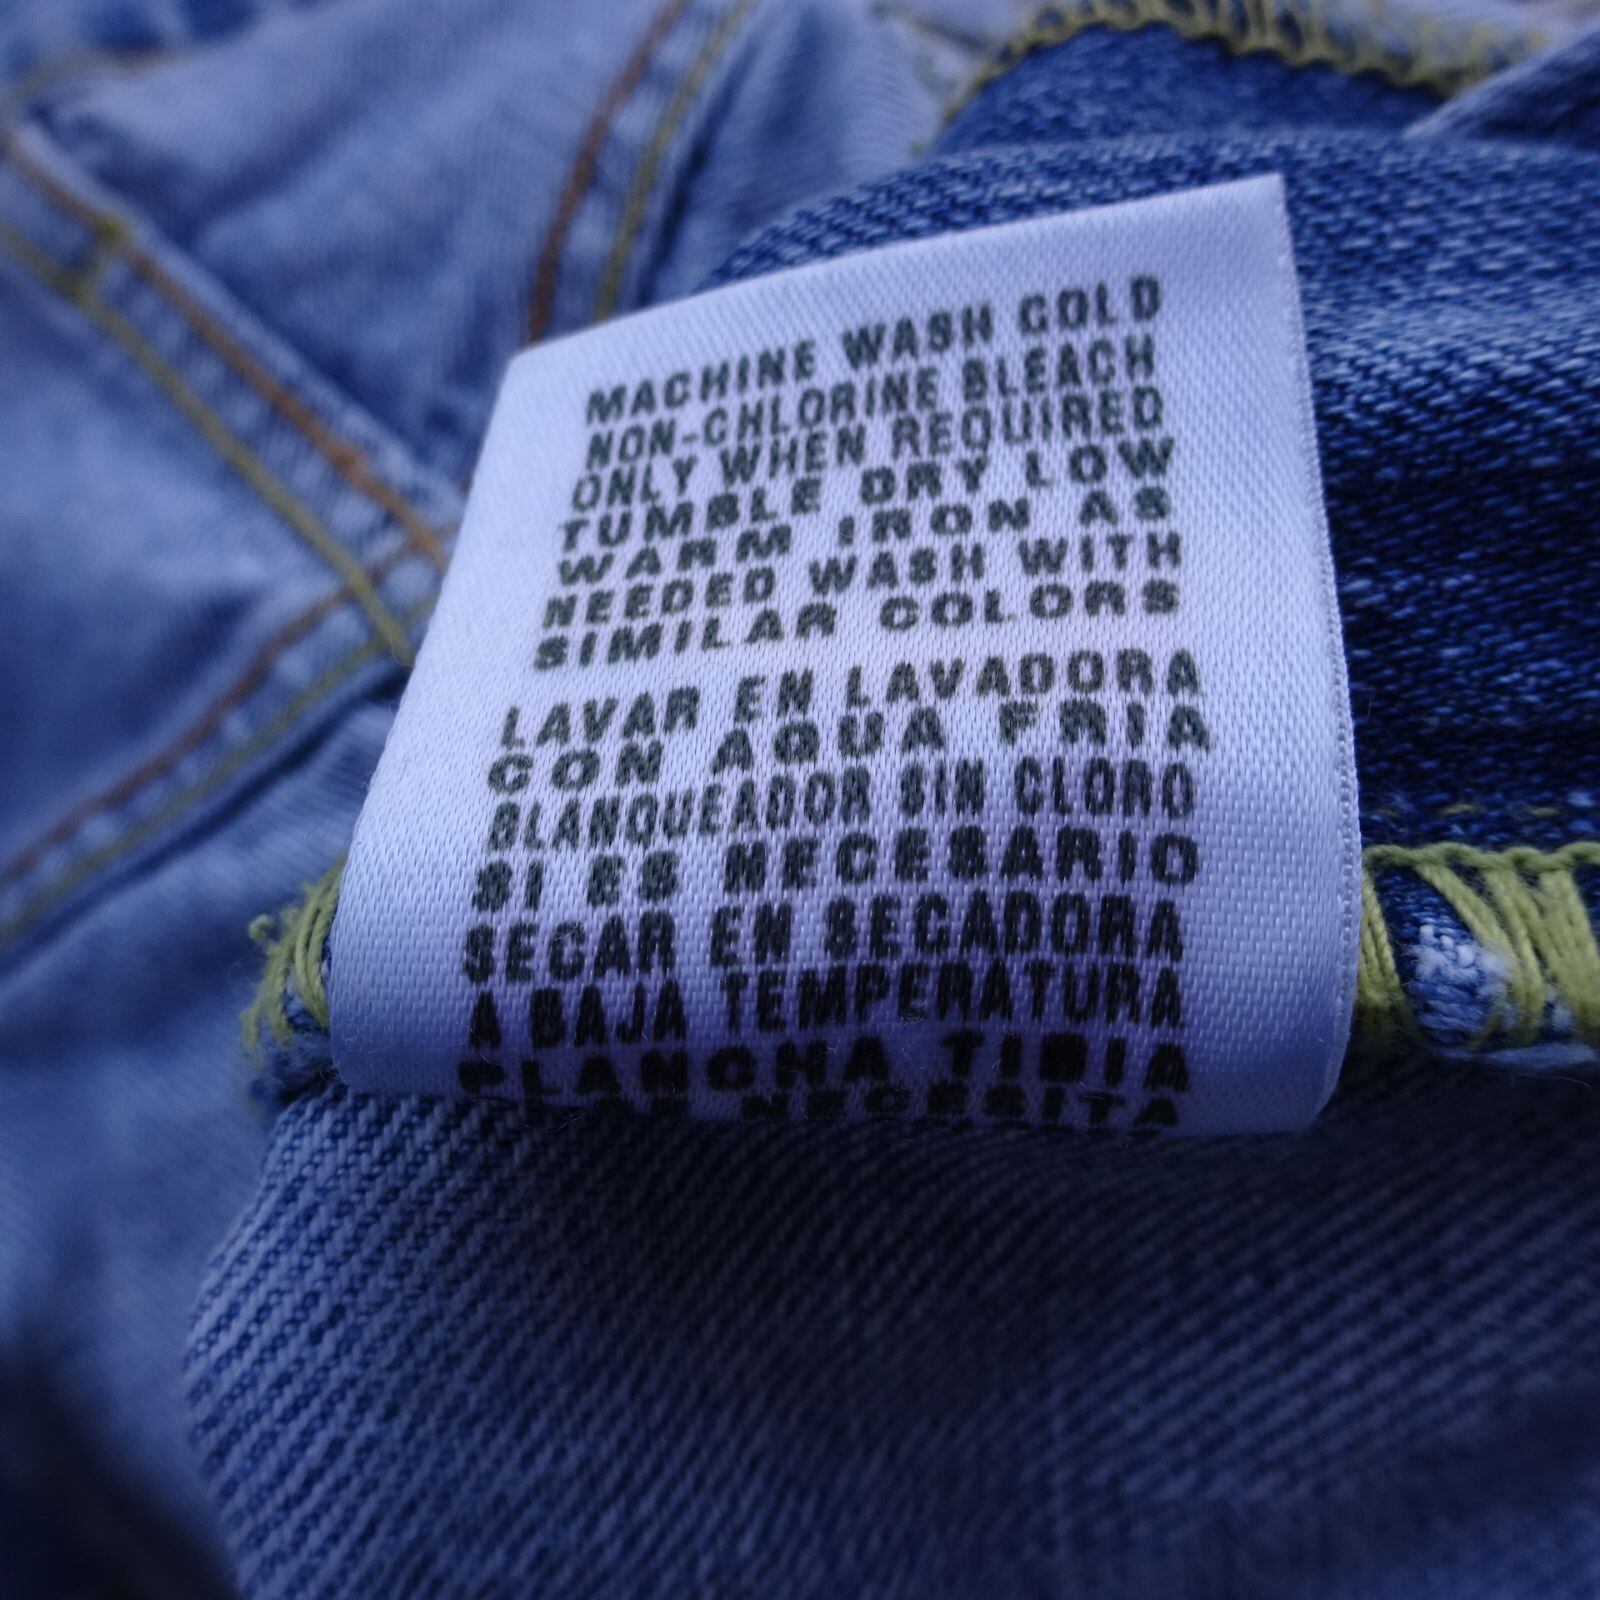 MACHINE WASH COLD
NON-CHLORINE BLEACH
ONLY WHEN REQUIRED
TUMBLE DRY LOW
WARM IRON AS
NEEDED WASH WITH
SIMILAR COLORS
LAVAR EN LAVADORA
CON AQUA FRIA
BLANQUEADOR SIN CLORO
SI ES NECESARIO
SECAR EN SECADORA
A BAJA TEMPERATURA
PLANCHA TIBIA
NECESITA